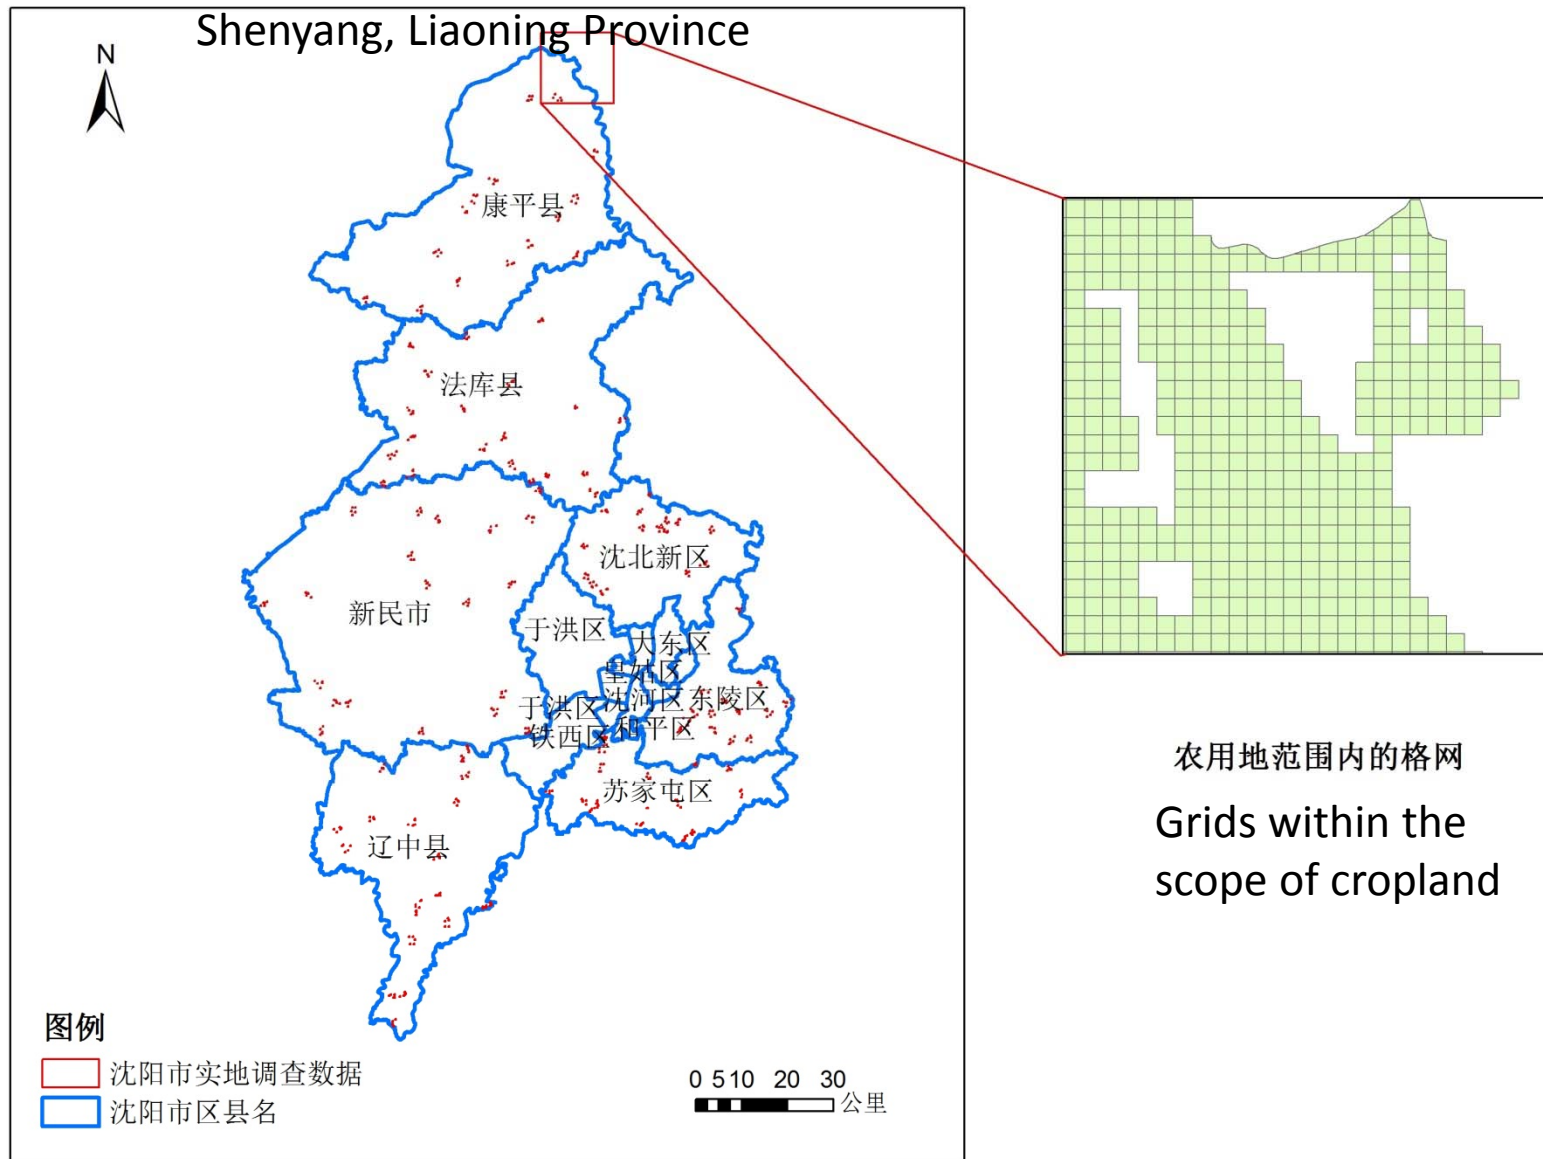 Shenyang, Liaoning Province
N
康平县
法库县
沈北新区
新民市
于洪区
大东区
皇姑区
于洪区
沈河区
东陵区
铁西区
和平区
苏家屯区
辽中县
图例
沈阳市实地调查数据
沈阳市区县名
0 5 10 20 30
公里
农用地范围内的格网
Grids within the
scope of cropland